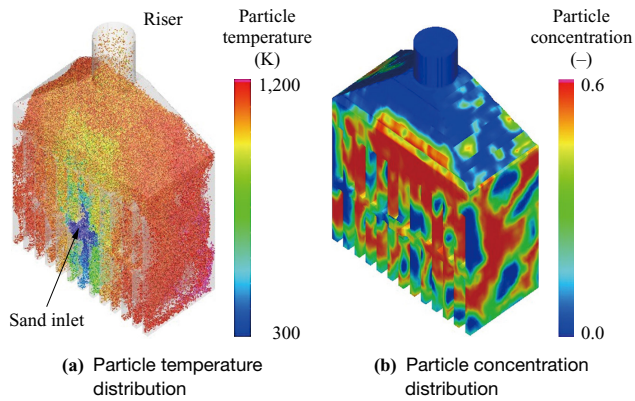 Riser
Particle
temperature
(K)
1,200
300
Sand inlet
(a) Particle temperature
distribution
Particle
concentration
(–)
0.6
0.0
(b) Particle concentration
distribution